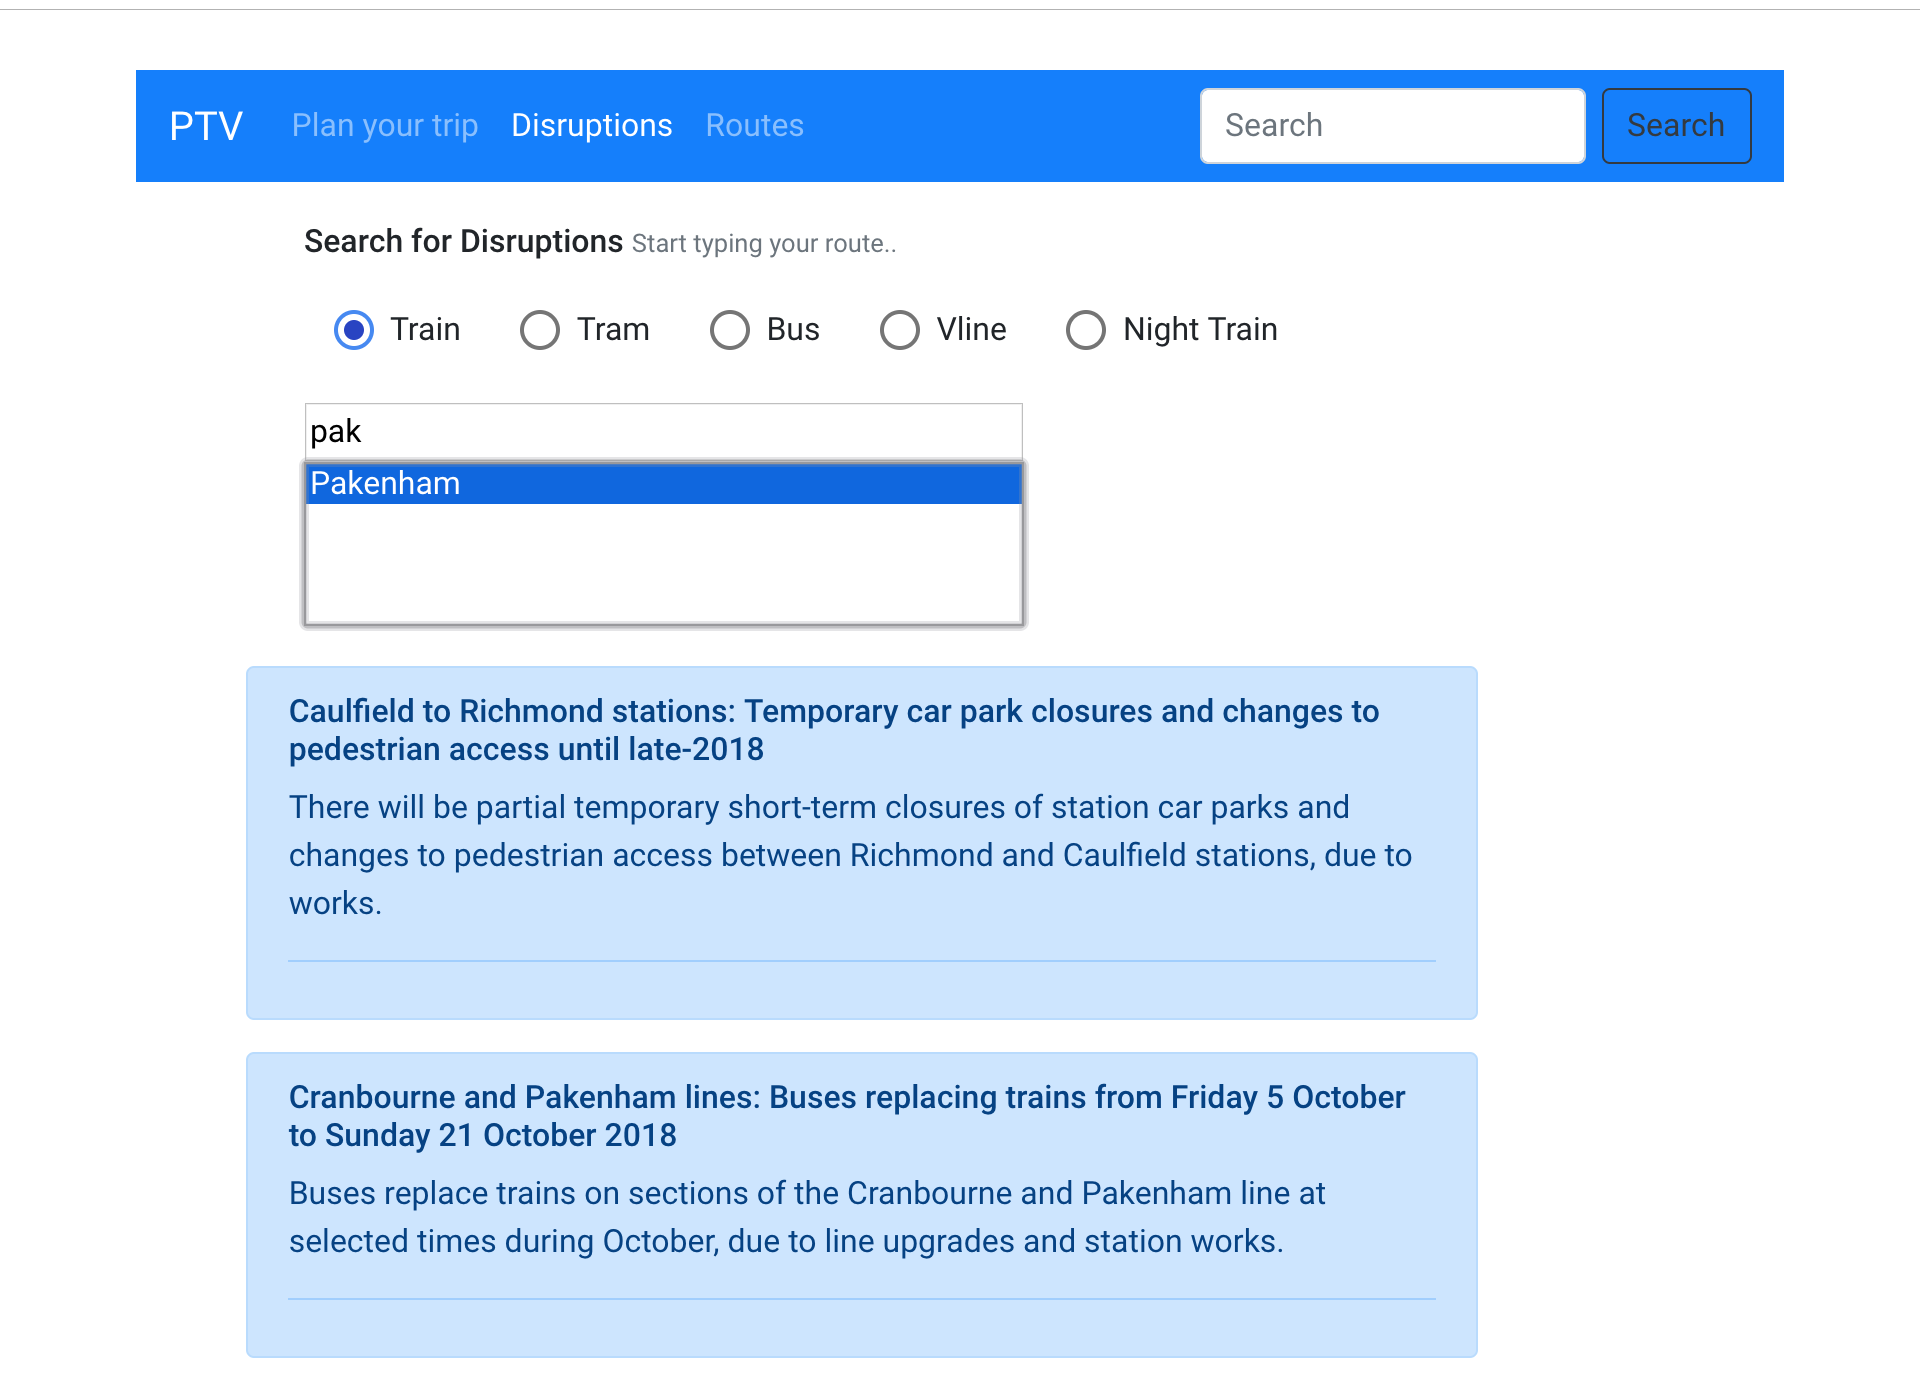 PTV Plan your trip Disruptions Routes Search Search
Search for Disruptions Start typing your route..
Train Tram Bus Vline Night Train
pak
Pakenham
Caulfield to Richmond stations: Temporary car park closures and changes to
pedestrian access until late-2018
There will be partial temporary short-term closures of station car parks and
changes to pedestrian access between Richmond and Caulfield stations, due to
works.
Cranbourne and Pakenham lines: Buses replacing trains from Friday 5 October
to Sunday 21 October 2018
Buses replace trains on sections of the Cranbourne and Pakenham line at
selected times during October, due to line upgrades and station works.